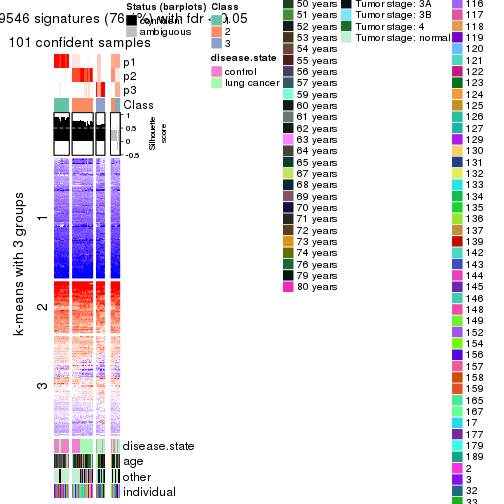 9546 signatures (76.
%) with fdr < 0.05
101 confident samples
Status (barplots)
confident
ambiguous
Class
1
2
3
disease.state
control
lung cancer
p1
p2
p3
Class
1
0.5
0
-0.5
Silhouette
score
k-means with 3 groups
1
2
3
disease.state
age
other
individual
50 years
51 years
52 years
53 years
54 years
55 years
56 years
57 years
59 years
60 years
61 years
62 years
63 years
64 years
65 years
67 years
68 years
69 years
70 years
71 years
72 years
73 years
74 years
76 years
79 years
80 years
Tumor stage: 3A
Tumor stage: 3B
Tumor stage: 4
Tumor stage: normal
116
117
118
119
120
121
122
123
124
125
126
127
129
130
131
132
133
134
135
136
137
139
142
143
144
145
146
148
149
152
154
156
157
158
159
165
167
17
177
179
189
2
3
32
33